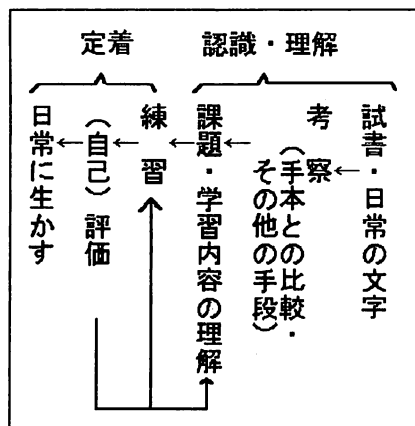 認識・理解
定着
試書・日常の文字
考察
(手本との比較・
その他の手段)
課題・学習内容の理解
練習
(自己)評価
日常に生かす